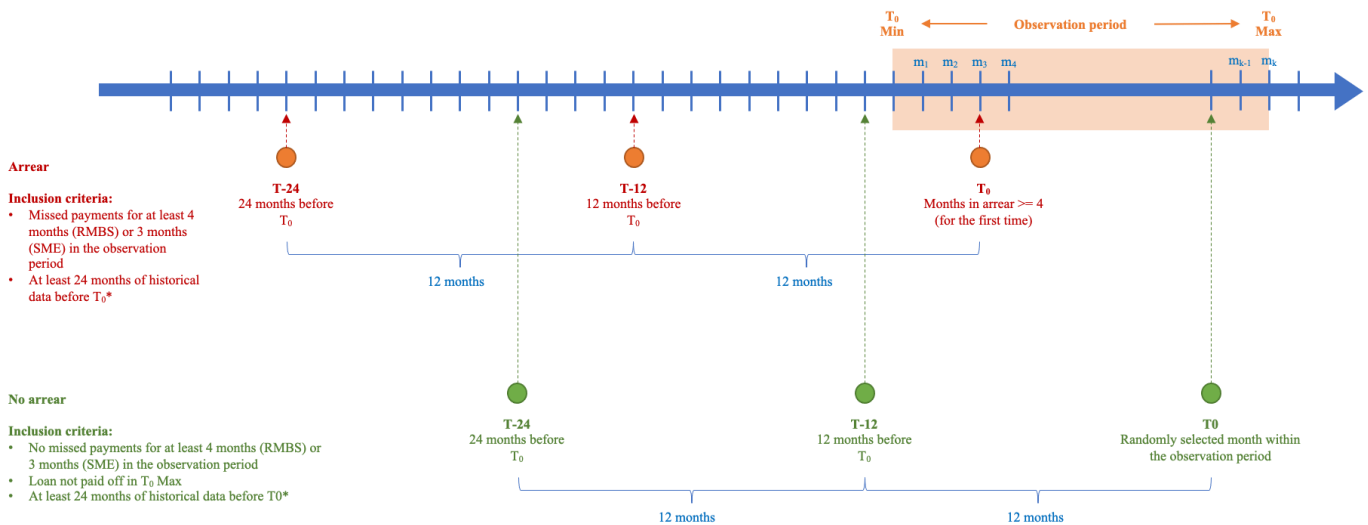 T0
Min
Observation period
T0
Max
m1
m2
m3
m4
mk-1
mk
Arrear
Inclusion criteria:
• Missed payments for at least 4
months (RMBS) or 3 months
(SME) in the observation
period
• At least 24 months of historical
data before T0*
T-24
24 months before
T0
T-12
12 months before
T0
T0
Months in arrear >= 4
(for the first time)
12 months
12 months
No arrear
Inclusion criteria:
• No missed payments for at least 4 months (RMBS) or
3 months (SME) in the observation period
• Loan not paid off in T0 Max
• At least 24 months of historical data before T0*
T-24
24 months before
T0
T-12
12 months before
T0
T0
Randomly selected month within
the observation period
12 months
12 months